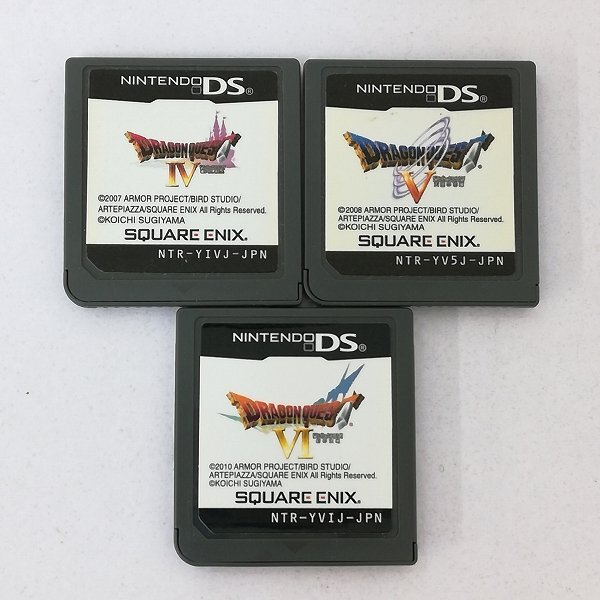 NINTENDO DS®
DRAGON QUEST
IV
©2007 ARMOR PROJECT/BIRD STUDIO/
ARTEPIAZZA/SQUARE ENIX All Rights Reserved.
©KOICHI SUGIYAMA
SQUARE ENIX®
NTR-YIVJ-JPN
NINTENDO DS®
DRAGON QUEST
V
©2008 ARMOR PROJECT/BIRD STUDIO/
ARTEPIAZZA/SQUARE ENIX All Rights Reserved.
©KOICHI SUGIYAMA
SQUARE ENIX®
NTR-YV5J-JPN
NINTENDO DS®
DRAGON QUEST
VI
©2010 ARMOR PROJECT/BIRD STUDIO/
ARTEPIAZZA/SQUARE ENIX All Rights Reserved.
©KOICHI SUGIYAMA
SQUARE ENIX®
NTR-YVIJ-JPN